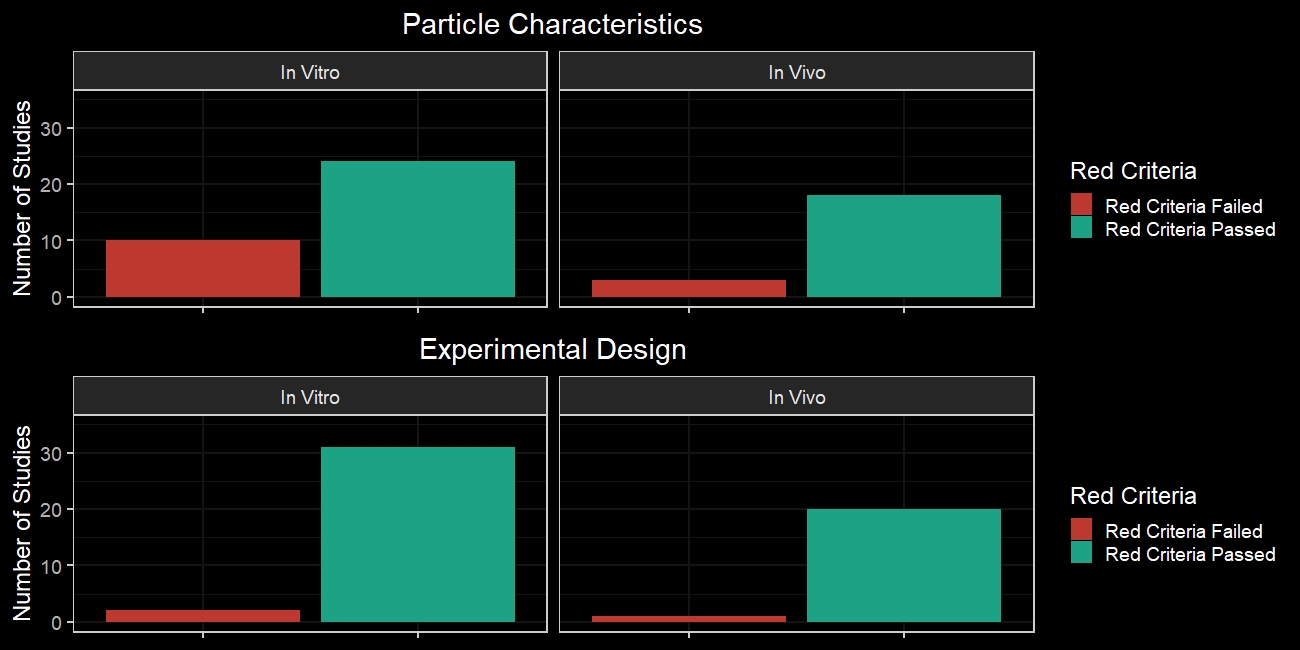 Particle Characteristics
In Vitro
In Vivo
Number of Studies
30
20
10
0
Red Criteria
Red Criteria Failed
Red Criteria Passed
Experimental Design
In Vitro
In Vivo
Number of Studies
30
20
10
0
Red Criteria
Red Criteria Failed
Red Criteria Passed